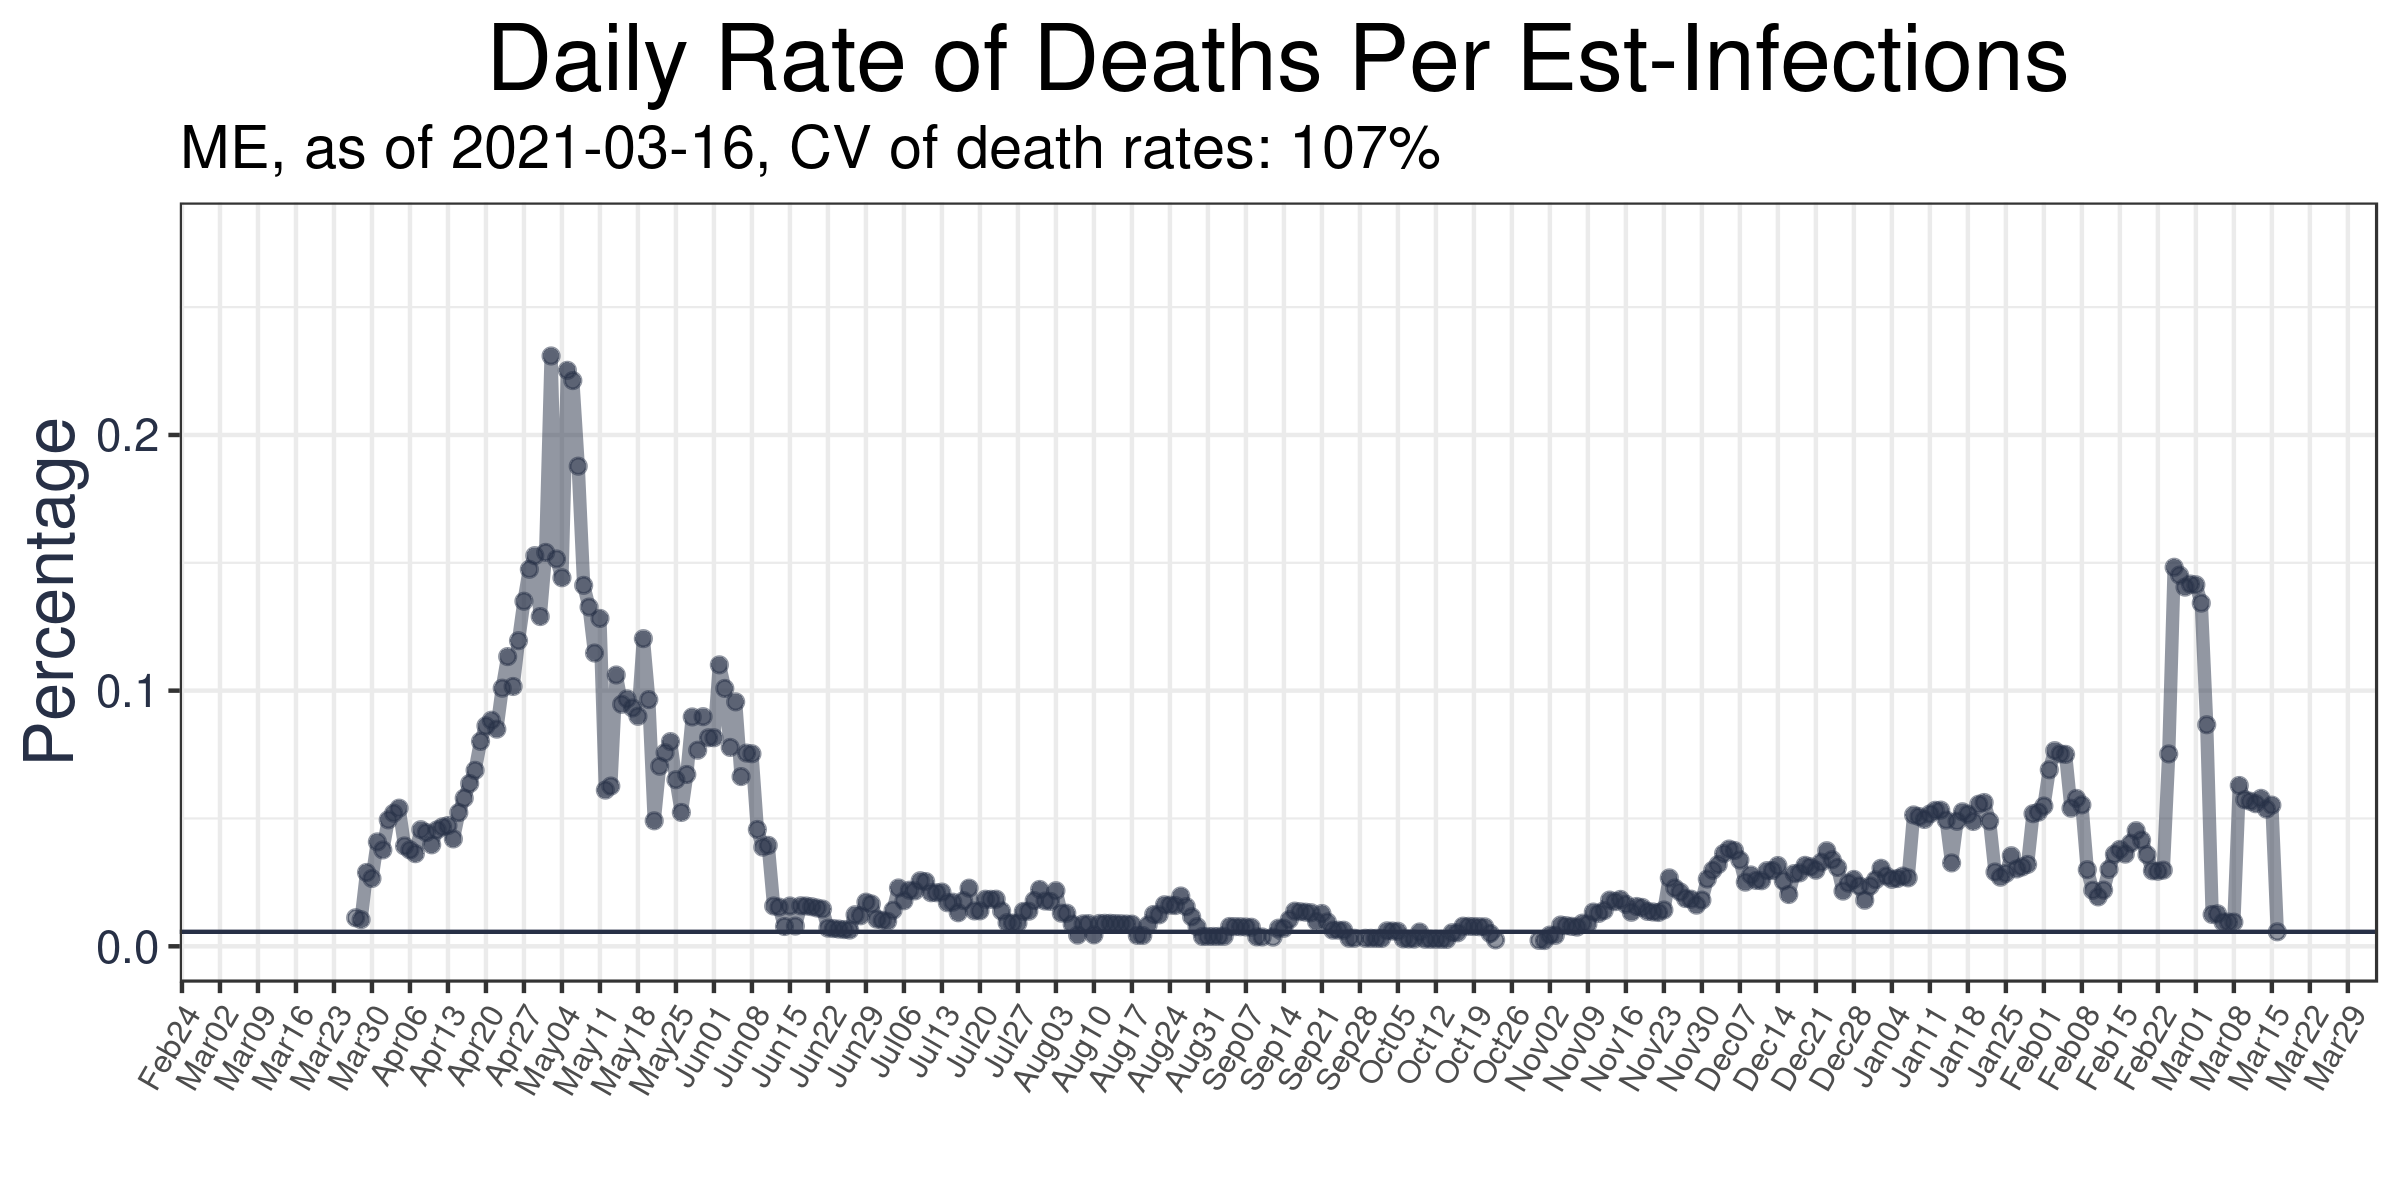 Daily Rate of Deaths Per Est-Infections
ME, as of 2021-03-16, CV of death rates: 107%
Percentage
0.2
0.1
0.0
Feb24
Mar02
Mar09
Mar16
Mar23
Mar30
Apr06
Apr13
Apr20
Apr27
May04
May11
May18
May25
Jun01
Jun08
Jun15
Jun22
Jun29
Jul06
Jul13
Jul20
Jul27
Aug03
Aug10
Aug17
Aug24
Aug31
Sep07
Sep14
Sep21
Sep28
Oct05
Oct12
Oct19
Oct26
Nov02
Nov09
Nov16
Nov23
Nov30
Dec07
Dec14
Dec21
Dec28
Jan04
Jan11
Jan18
Jan25
Feb01
Feb08
Feb15
Feb22
Mar01
Mar08
Mar15
Mar22
Mar29